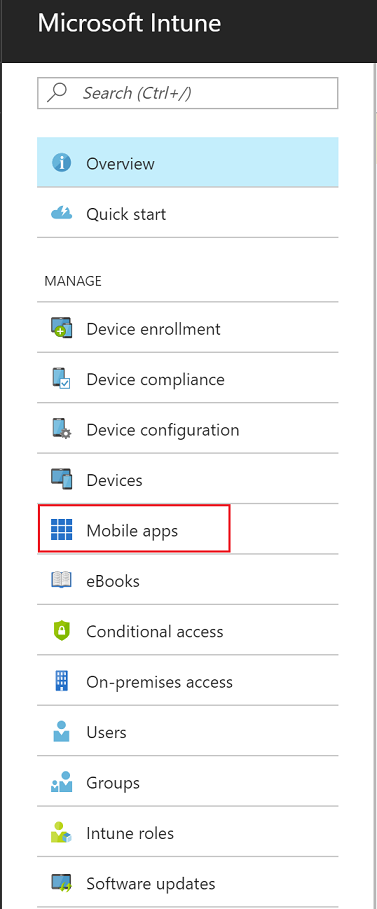 Microsoft Intune
Search (Ctrl+/)
Overview
Quick start
MANAGE
Device enrollment
Device compliance
Device configuration
Devices
Mobile apps
eBooks
Conditional access
On-premises access
Users
Groups
Intune roles
Software updates